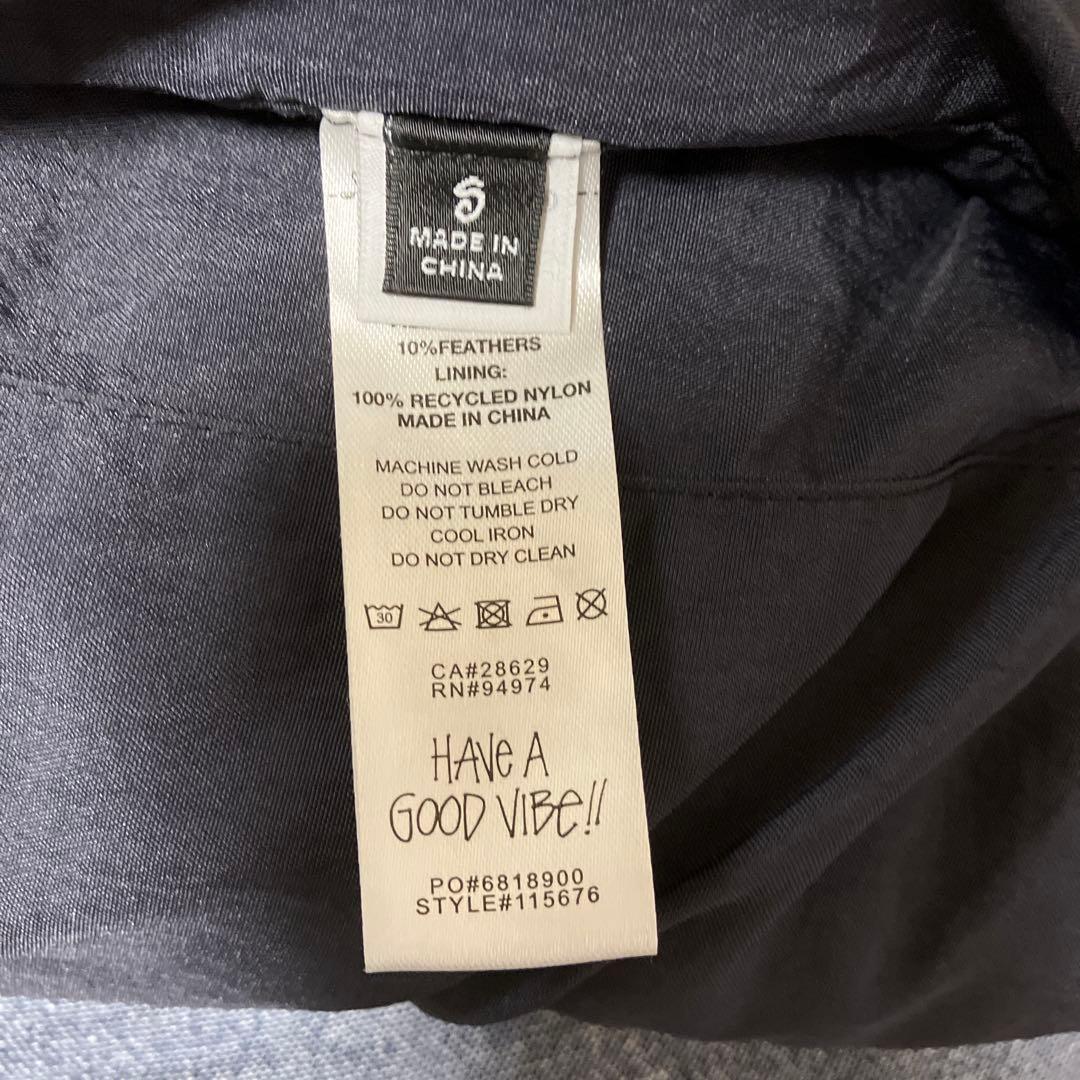 S
MADE IN
CHINA
10%FEATHERS
LINING:
100% RECYCLED NYLON
MADE IN CHINA
MACHINE WASH COLD
DO NOT BLEACH
DO NOT TUMBLE DRY
COOL IRON
DO NOT DRY CLEAN
30
CA#28629
RN#94974
HAVE A
GOOD VIBE!!
PO#6818900
STYLE#115676